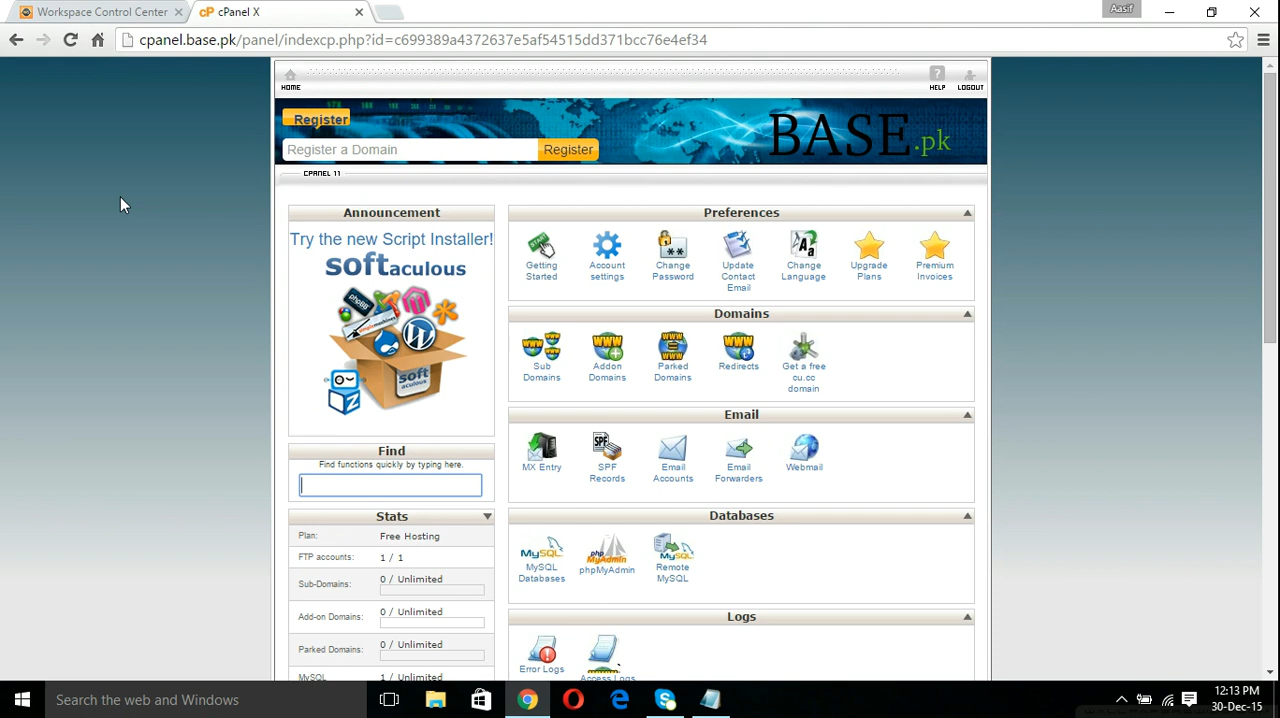 Workspace Control Center
cPanel X
Aasif
cpanel.base.pk/panel/indexcp.php?id=c699389a4372637e5af54515dd371bcc76e4ef34
HOME
HELP
LOGOUT
Register
Register a Domain
Register
BASE.pk
CPANEL 11
Announcement
Try the new Script Installer!
softaculous
phpBB
soft
aculous
Find
Find functions quickly by typing here.
Stats
Plan: Free Hosting
FTP accounts: 1 / 1
Sub-Domains: 0 / Unlimited
Add-on Domains: 0 / Unlimited
Parked Domains: 0 / Unlimited
MySQL 1 / Unlimited
Preferences
Getting
Started
Account
settings
Change
Password
Update
Contact
Email
Change
Language
Upgrade
Plans
Premium
Invoices
Domains
Sub
Domains
Addon
Domains
Parked
Domains
Redirects
Get a free
cu.cc
domain
Email
MX Entry
SPF
Records
Email
Accounts
Email
Forwarders
Webmail
Databases
MySQL
Databases
phpMyAdmin
Remote
MySQL
Logs
Error Logs
Access Logs
Search the web and Windows
12:13 PM
30-Dec-15